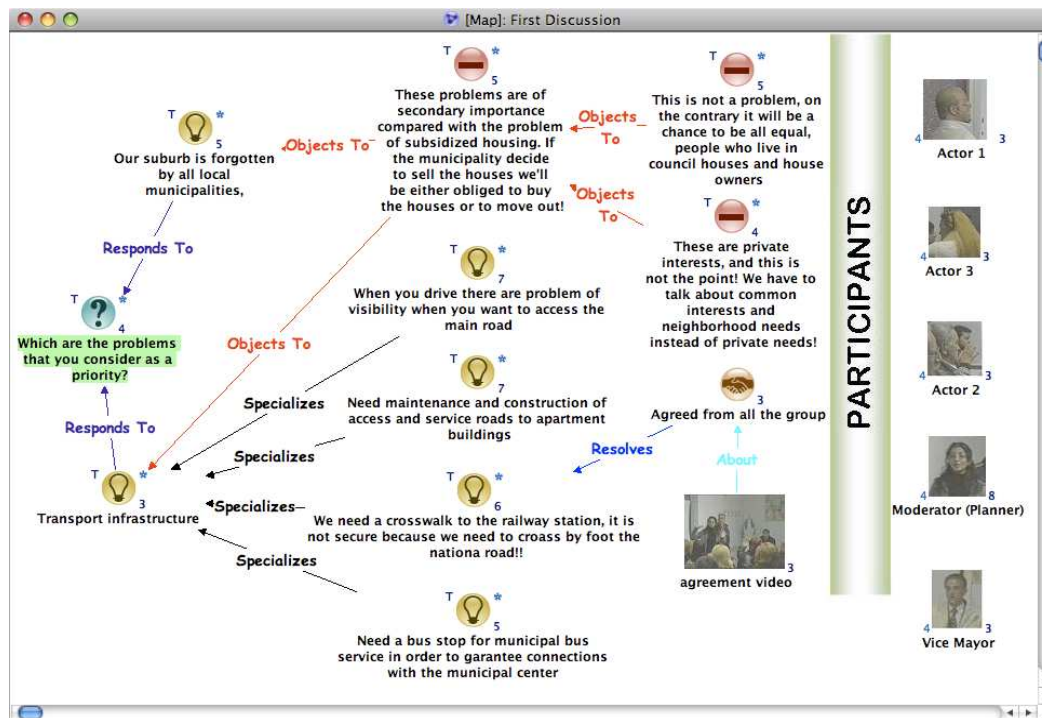 [Map]: First Discussion
T
*
5
Our suburb is forgotten
by all local
municipalities,
Responds To
T
*
4
Which are the problems
that you consider as a
priority?
Responds To
T
*
3
Transport infrastructure
Objects To
Objects To
Specializes
Specializes
Specializes
Specializes
T
*
5
These problems are of
secondary importance
compared with the problem
of subsidized housing. If
the municipality decide
to sell the houses we'll
be either obliged to buy
the houses or to move out!
T
*
7
When you drive there are problem of
visibility when you want to access the
main road
T
*
7
Need maintenance and construction of
access and service roads to apartment
buildings
T
*
6
We need a crosswalk to the railway station, it is
not secure because we need to croass by foot the
nationa road!!
T
*
5
Need a bus stop for municipal bus
service in order to garantee connections
with the municipal center
Objects
To
Objects
To
T
*
5
This is not a problem, on
the contrary it will be a
chance to be all equal,
people who live in
council houses and house
owners
T
*
4
These are private
interests, and this is
not the point! We have to
talk about common
interests and
neighborhood needs
instead of private needs!
3
Agreed from all the group
Resolves
About
3
agreement video
PARTICIPANTS
4 3
Actor 1
4 3
Actor 3
4 3
Actor 2
4 8
Moderator (Planner)
4 3
Vice Mayor